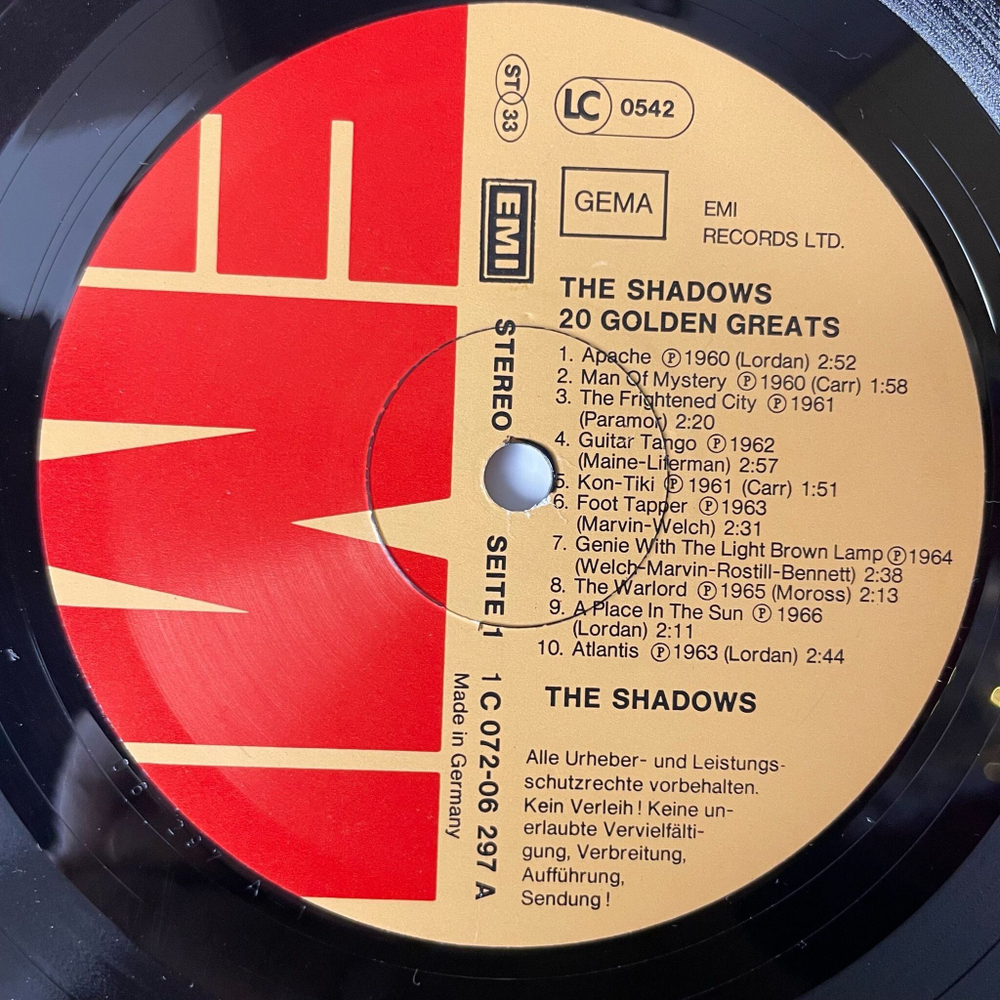 ST 33
LC 0542
GEMA
EMI
RECORDS LTD.
EMI
STEREO
SEITE 1
1 C 072-06 297 A
Made in Germany
THE SHADOWS
20 GOLDEN GREATS
1. Apache Ⓟ 1960 (Lordan) 2:52
2. Man Of Mystery Ⓟ 1960 (Carr) 1:58
3. The Frightened City Ⓟ 1961
(Paramor) 2:20
4. Guitar Tango Ⓟ 1962
(Maine-Liferman) 2:57
5. Kon-Tiki Ⓟ 1961 (Carr) 1:51
6. Foot Tapper Ⓟ 1963
(Marvin-Welch) 2:31
7. Genie With The Light Brown Lamp Ⓟ 1964
(Welch-Marvin-Rostill-Bennett) 2:38
8. The Warlord Ⓟ 1965 (Moross) 2:13
9. A Place In The Sun Ⓟ 1966
(Lordan) 2:11
10. Atlantis Ⓟ 1963 (Lordan) 2:44
THE SHADOWS
Alle Urheber- und Leistungs-
schutzrechte vorbehalten.
Kein Verleih! Keine un-
erlaubte Vervielfälti-
gung, Verbreitung,
Aufführung,
Sendung!